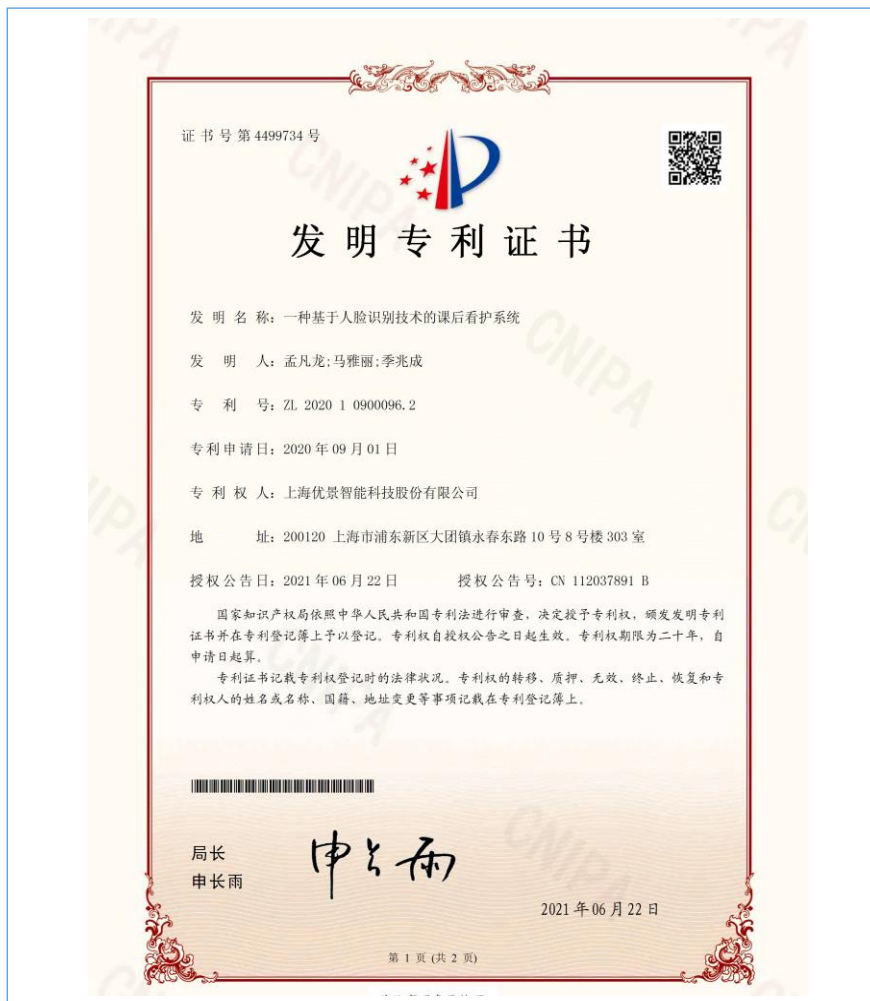 证书号第4499734号
发明专利证书
发明名称：一种基于人脸识别技术的课后看护系统
发明人：孟凡龙;马雅丽;季兆成
专利号：ZL 2020 1 0900096.2
专利申请日：2020年09月01日
专利权人：上海优景智能科技股份有限公司
地址：200120 上海市浦东新区大团镇永春东路10号8号楼303室
授权公告日：2021年06月22日 授权公告号：CN 112037891 B
国家知识产权局依照中华人民共和国专利法进行审查，决定授予专利权，颁发发明专利
证书并在专利登记簿上予以登记。专利权自授权公告之日起生效。专利权期限为二十年，自
申请日起算。
专利证书记载专利权登记时的法律状况。专利权的转移、质押、无效、终止、恢复和专
利权人的姓名或名称、国籍、地址变更等事项记载在专利登记簿上。
局长
申长雨
申长雨
2021年06月22日
第 1 页 (共 2 页)
CNIPA
CNIPA
CNIPA
CNIPA
CNIPA